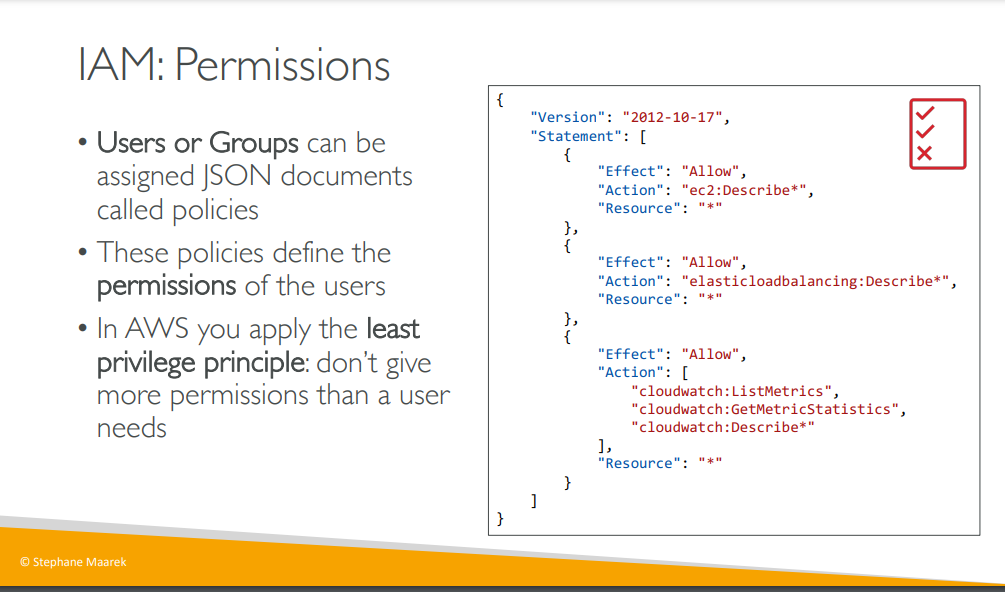 IAM: Permissions
• Users or Groups can be
assigned JSON documents
called policies
• These policies define the
permissions of the users
• In AWS you apply the least
privilege principle: don’t give
more permissions than a user
needs
{
    "Version": "2012-10-17",
    "Statement": [
        {
            "Effect": "Allow",
            "Action": "ec2:Describe*",
            "Resource": "*"
        },
        {
            "Effect": "Allow",
            "Action": "elasticloadbalancing:Describe*",
            "Resource": "*"
        },
        {
            "Effect": "Allow",
            "Action": [
                "cloudwatch:ListMetrics",
                "cloudwatch:GetMetricStatistics",
                "cloudwatch:Describe*"
            ],
            "Resource": "*"
        }
    ]
}
© Stephane Maarek